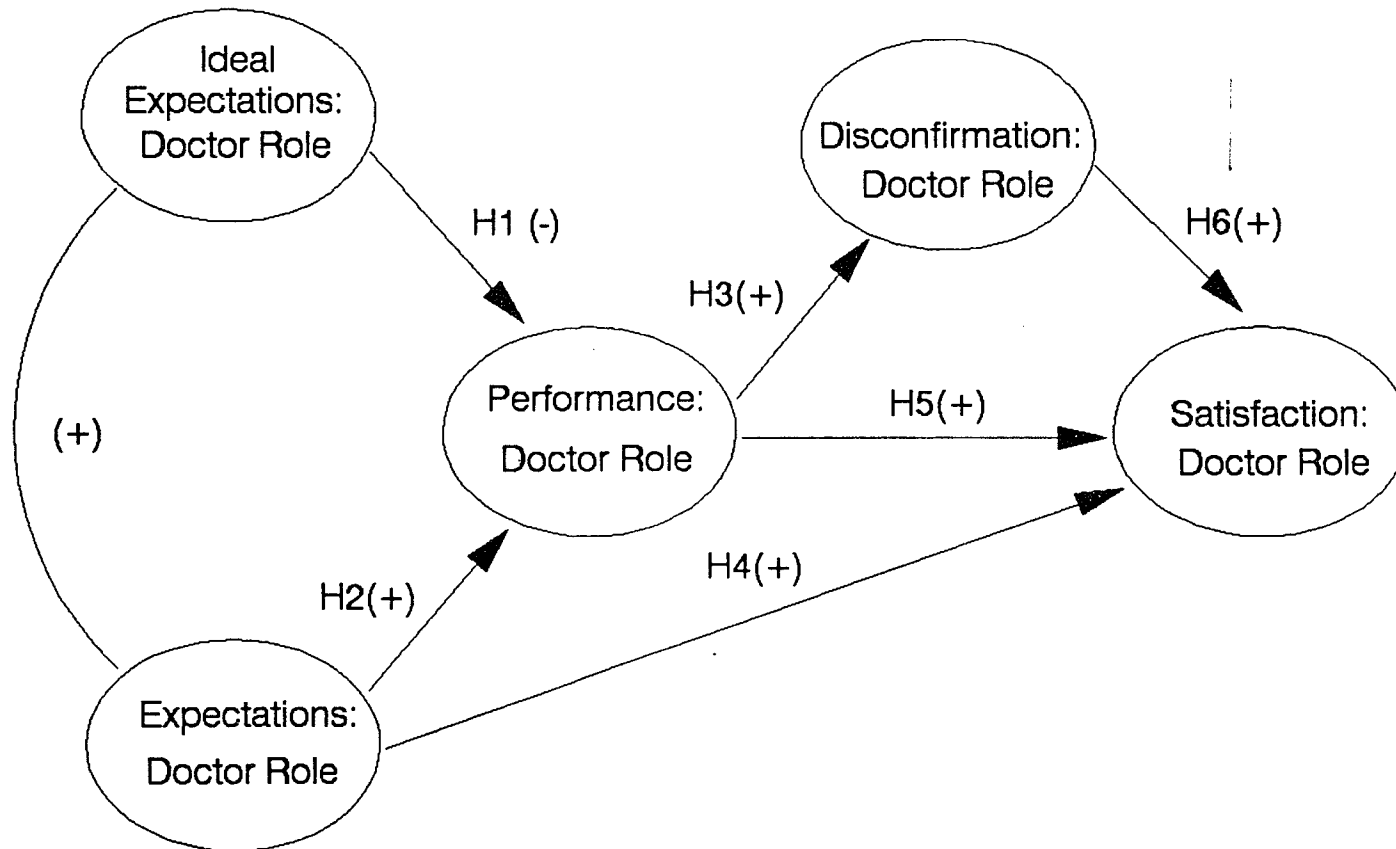 Ideal
Expectations:
Doctor Role
Disconfirmation:
Doctor Role
H1 (-)
H6(+)
H3(+)
Performance:
Doctor Role
H5(+)
Satisfaction:
Doctor Role
(+)
H4(+)
H2(+)
Expectations:
Doctor Role